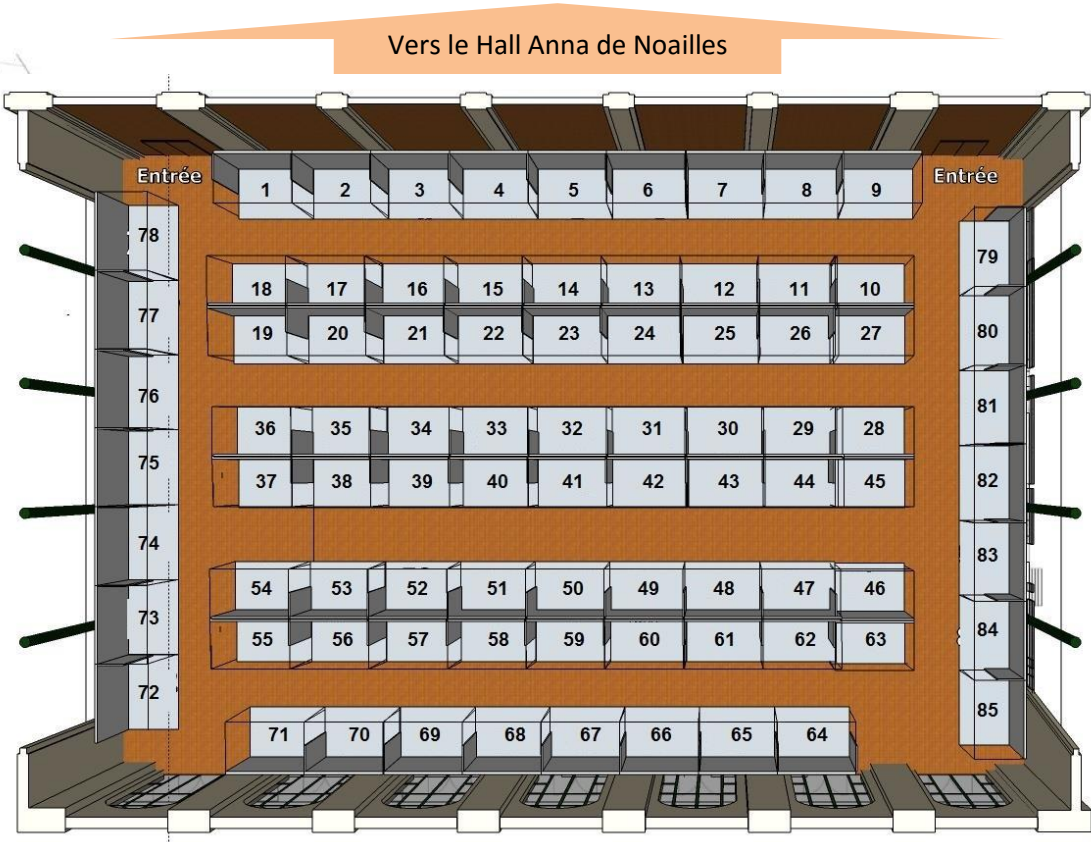 Vers le Hall Anna de Noailles
Entrée 1 2 3 4 5 6 7 8 9 Entrée
78 79
18 17 16 15 14 13 12 11 10
77 19 20 21 22 23 24 25 26 27 80
76 81
36 35 34 33 32 31 30 29 28
75 37 38 39 40 41 42 43 44 45 82
74 83
54 53 52 51 50 49 48 47 46
73 84
55 56 57 58 59 60 61 62 63
72 85
71 70 69 68 67 66 65 64